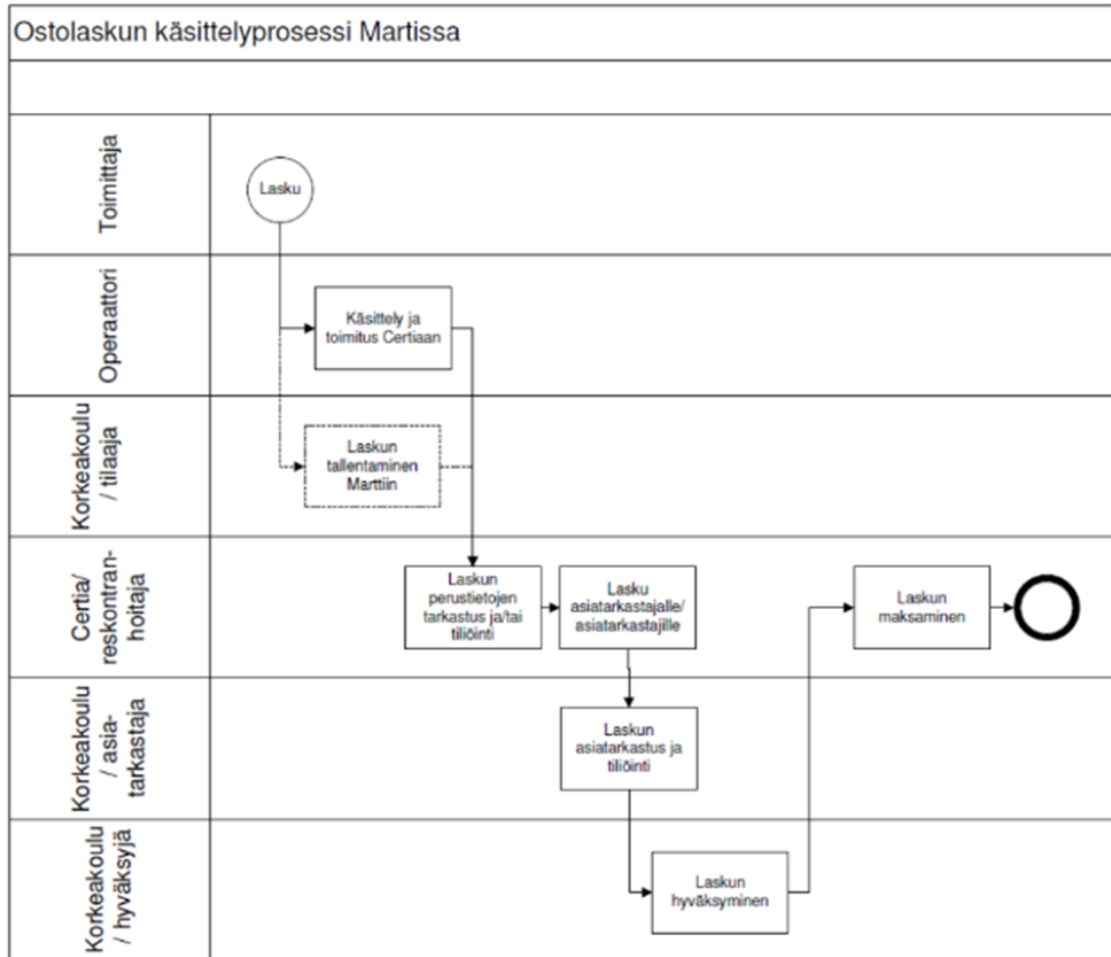 Ostolaskun käsittelyprosessi Martissa
Toimittaja
Lasku
Operaattori
Käsittely ja
toimitus Certiaan
Korkeakoulu
/ tilaaja
Laskun
tallentaminen
Marttiin
Certia/
reskontran-
hoitaja
Laskun
perustietojen
tarkastus ja/tai
tiliöinti
Lasku
asiatarkastajalle/
asiatarkastajille
Laskun
maksaminen
Korkeakoulu
/ asia-
tarkastaja
Laskun
asiatarkastus ja
tiliöinti
Korkeakoulu
/ hyväksyjä
Laskun
hyväksyminen